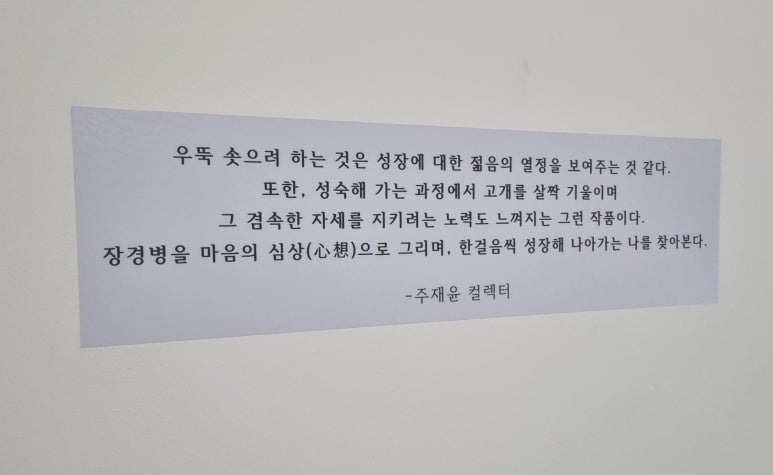 우뚝 솟으려 하는 것은 성장에 대한 젊음의 열정을 보여주는 것 같다.
또한, 성숙해 가는 과정에서 고개를 살짝 기울이며
그 겸속한 자세를 지키려는 노력도 느껴지는 그런 작품이다.
장경병을 마음의 심상(心想)으로 그리며, 한걸음씩 성장해 나아가는 나를 찾아본다.
-주재윤 컬렉터